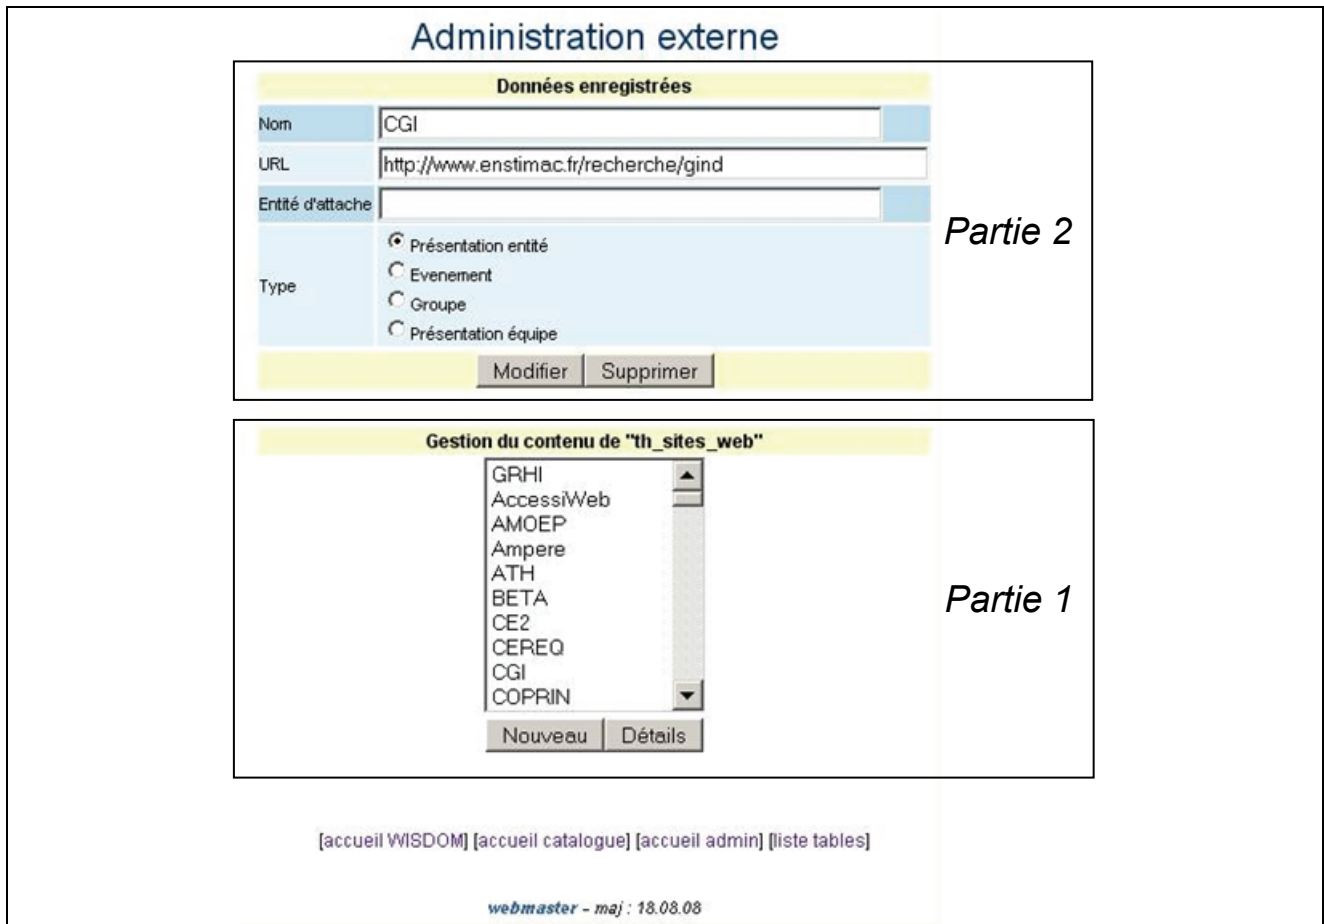 Administration externe
Données enregistrées
Nom CGI
URL http://www.enstimac.fr/recherche/gind
Entité d'attache
Partie 2
Type
Présentation entité
Evenement
Groupe
Présentation équipe
Modifier Supprimer
Gestion du contenu de "th_sites_web"
GRHI
AccessiWeb
AMOEP
Ampere
ATH
BETA
CE2
CEREQ
CGI
COPRIN
Partie 1
Nouveau Détails
[accueil WISDOM] [accueil catalogue] [accueil admin] [liste tables]
webmaster - maj : 18.08.08